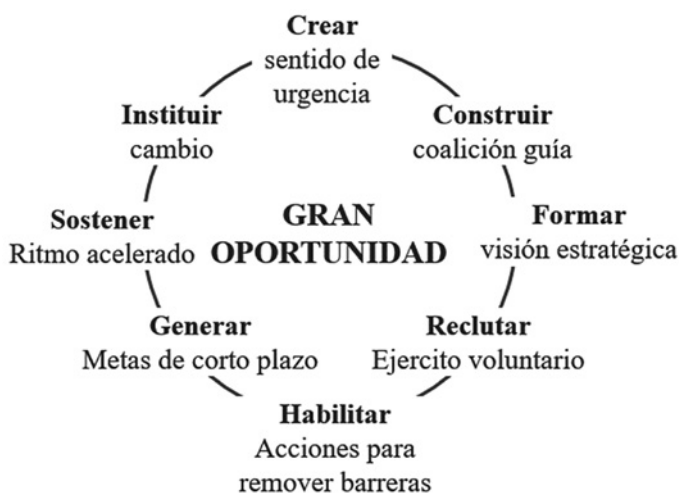 Crear
sentido de
urgencia
Construir
coalición guía
Formar
visión estratégica
Reclutar
Ejercito voluntario
Habilitar
Acciones para
remover barreras
Generar
Metas de corto plazo
Sostener
Ritmo acelerado
Instituir
cambio
GRAN
OPORTUNIDAD